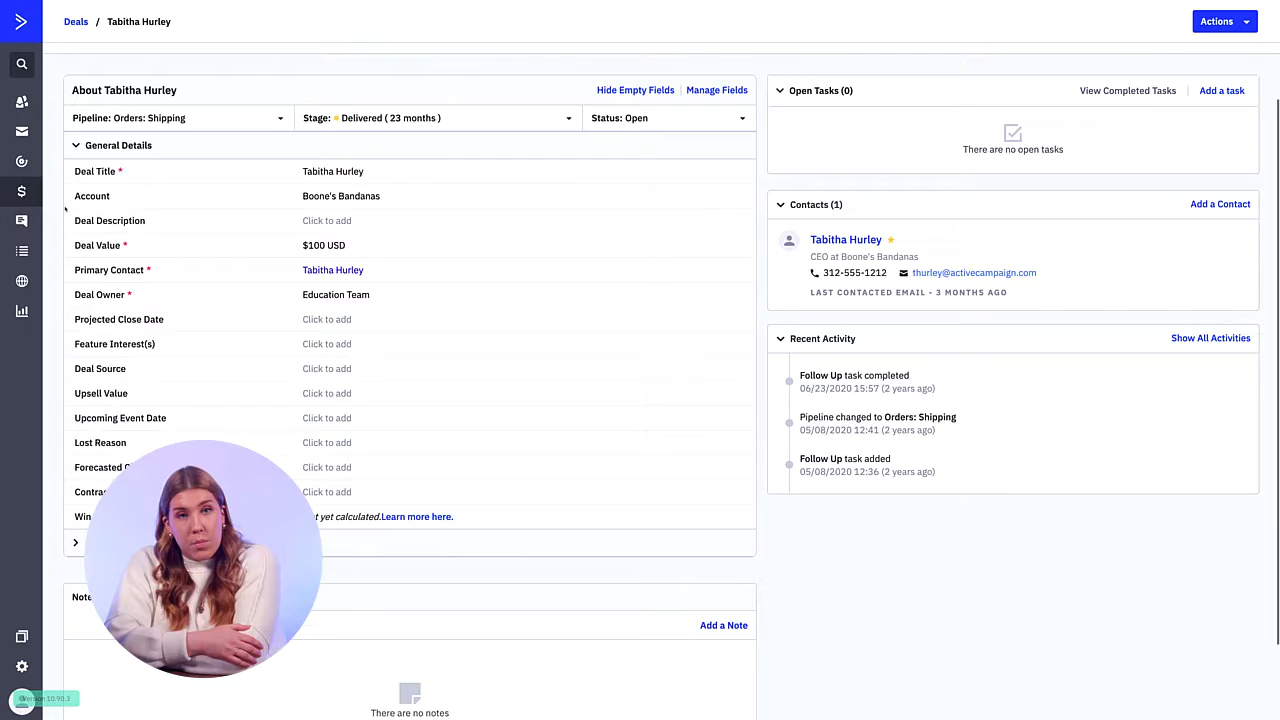 Deals / Tabitha Hurley
Actions
About Tabitha Hurley
Hide Empty Fields | Manage Fields
Pipeline: Orders: Shipping
Stage: Delivered ( 23 months )
Status: Open
General Details
Deal Title * Tabitha Hurley
Account Boone's Bandanas
Deal Description Click to add
Deal Value * $100 USD
Primary Contact * Tabitha Hurley
Deal Owner * Education Team
Projected Close Date Click to add
Feature Interest(s) Click to add
Deal Source Click to add
Upsell Value Click to add
Upcoming Event Date Click to add
Lost Reason Click to add
Forecasted Click to add
Click to add
Win yet calculated.Learn more here.
Add a Note
There are no notes
Open Tasks (0)
View Completed Tasks
Add a task
There are no open tasks
Contacts (1)
Add a Contact
Tabitha Hurley
CEO at Boone's Bandanas
312-555-1212 thurley@activecampaign.com
LAST CONTACTED EMAIL - 3 MONTHS AGO
Recent Activity
Show All Activities
Follow Up task completed
06/23/2020 15:57 (2 years ago)
Pipeline changed to Orders: Shipping
05/08/2020 12:41 (2 years ago)
Follow Up task added
05/08/2020 12:36 (2 years ago)
Version 10.90.3